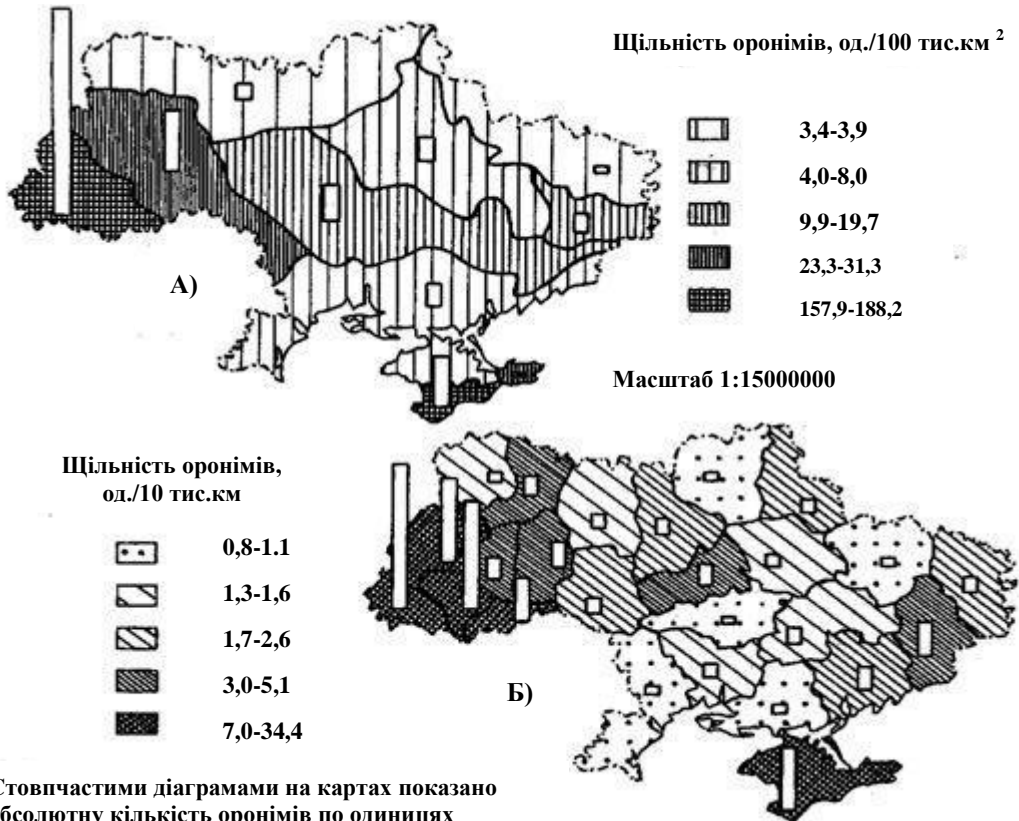 Щільність оронімів, од./100 тис.км 2
3,4-3,9
4,0-8,0
9,9-19,7
23,3-31,3
157,9-188,2
А)
Масштаб 1:15000000
Щільність оронімів,
од./10 тис.км
0,8-1.1
1,3-1,6
1,7-2,6
3,0-5,1
7,0-34,4
Б)
Стовпчастими діаграмами на картах показано
абсолютну кількість оронімів по одиницях